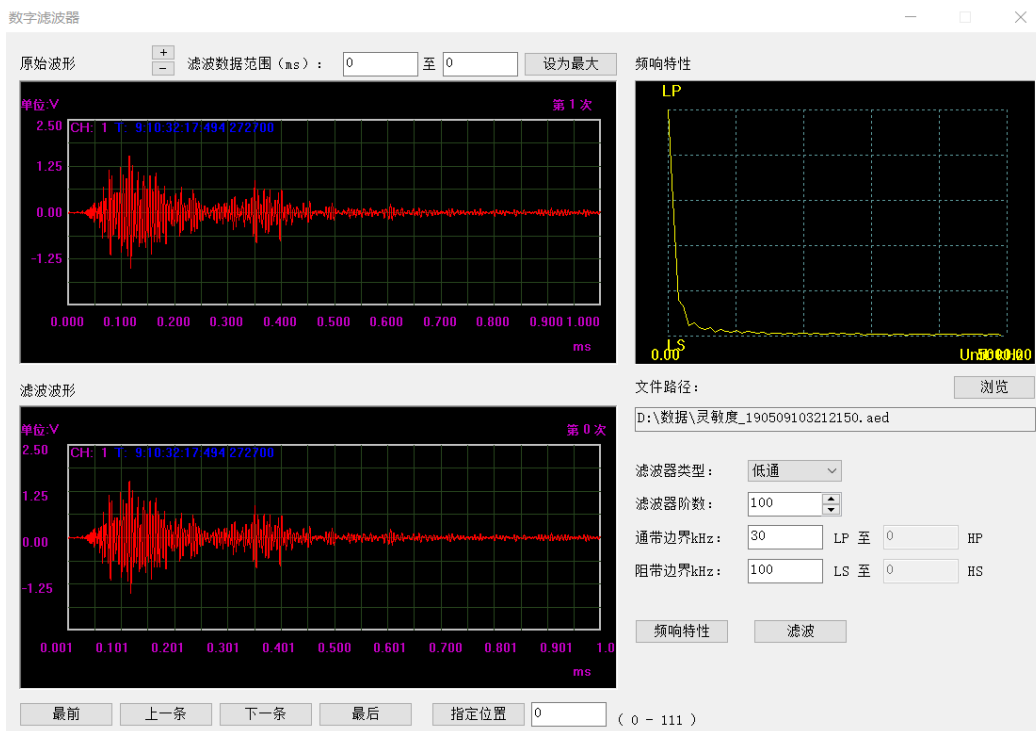 数字滤波器
原始波形 + - 滤波数据范围（ms）: 0 至 0 设为最大 频响特性
单位:V 第 1 次
CH: 1 T: 9:10:32:17:494:272700
2.50
1.25
0.00
-1.25
0.000 0.100 0.200 0.300 0.400 0.500 0.600 0.700 0.800 0.900 1.000
ms
LP
LS
0.00
滤波波形
单位:V 第 0 次
CH: 1 T: 9:10:32:17:494:272700
2.50
1.25
0.00
-1.25
0.001 0.101 0.201 0.301 0.401 0.500 0.600 0.700 0.801 0.901 1.0
ms
文件路径: 浏览
D:\数据\灵敏度_190509103212150.aed
滤波器类型: 低通
滤波器阶数: 100
通带边界kHz: 30 LP 至 0 HP
阻带边界kHz: 100 LS 至 0 HS
频响特性 滤波
最前 上一条 下一条 最后 指定位置 0 ( 0 - 111 )